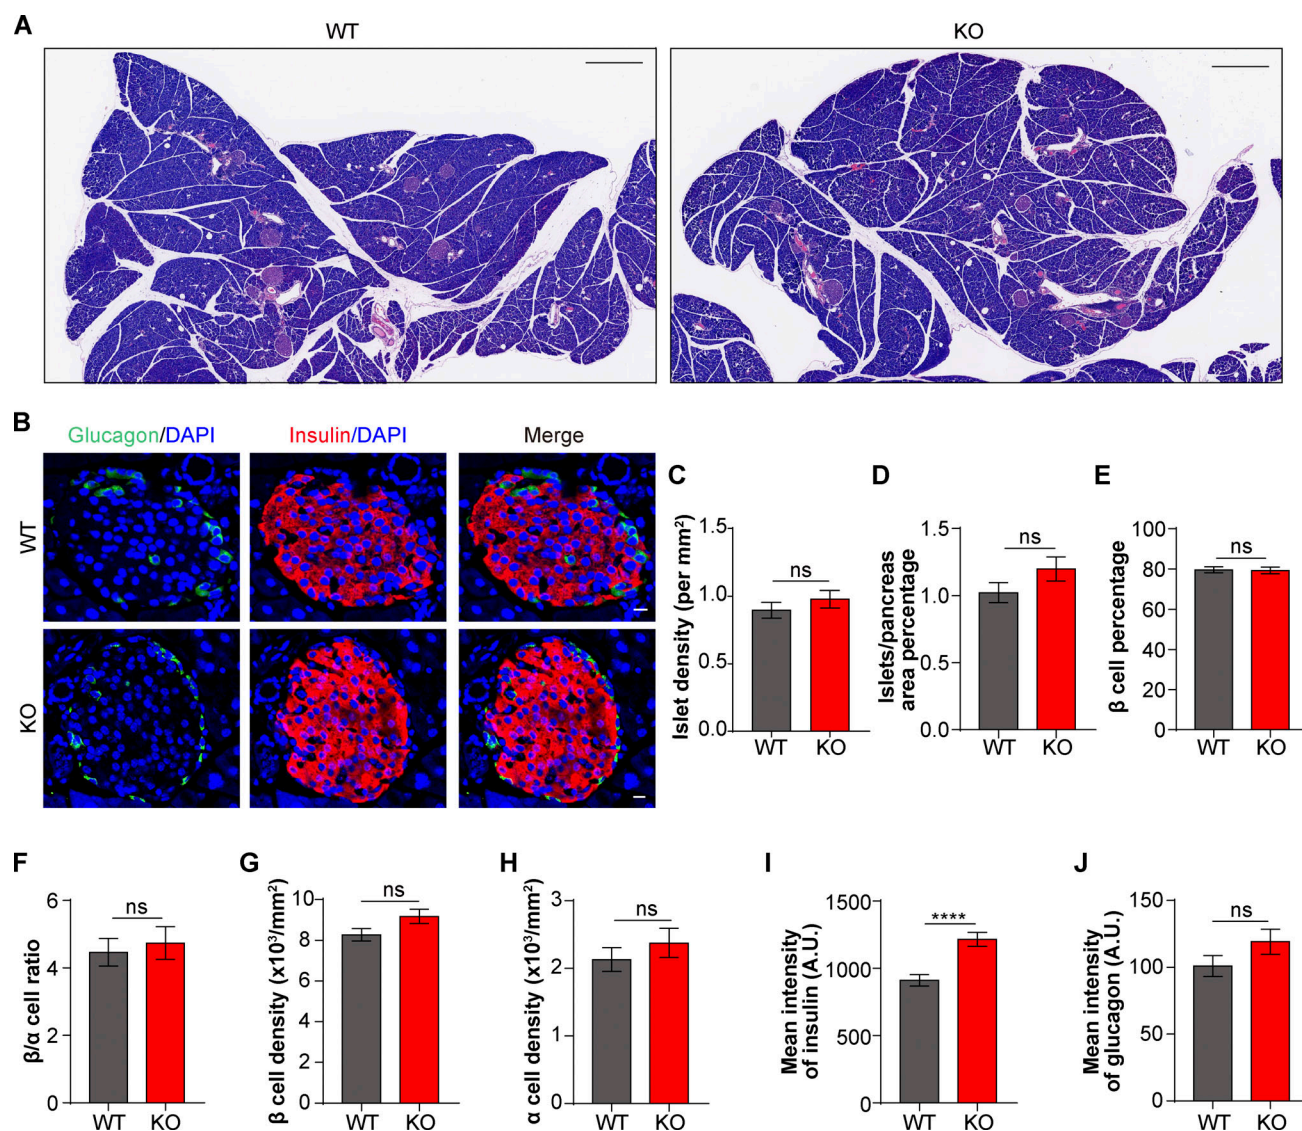 A
WT
KO
B
Glucagon/DAPI
Insulin/DAPI
Merge
WT
KO
C
Islet density (per mm²)
1.5
1.0
0.5
0.0
ns
WT
KO
D
Islets/pancreas
area percentage
1.5
1.0
0.5
0.0
ns
WT
KO
E
β cell percentage
100
80
60
40
20
0
ns
WT
KO
F
β/α cell ratio
6
4
2
0
ns
WT
KO
G
β cell density (x10³/mm²)
10
8
6
4
2
0
ns
WT
KO
H
α cell density (x10³/mm²)
3
2
1
0
ns
WT
KO
I
Mean intensity
of insulin (A.U.)
1500
1000
500
0
****
WT
KO
J
Mean intensity
of glucagon (A.U.)
150
100
50
0
ns
WT
KO